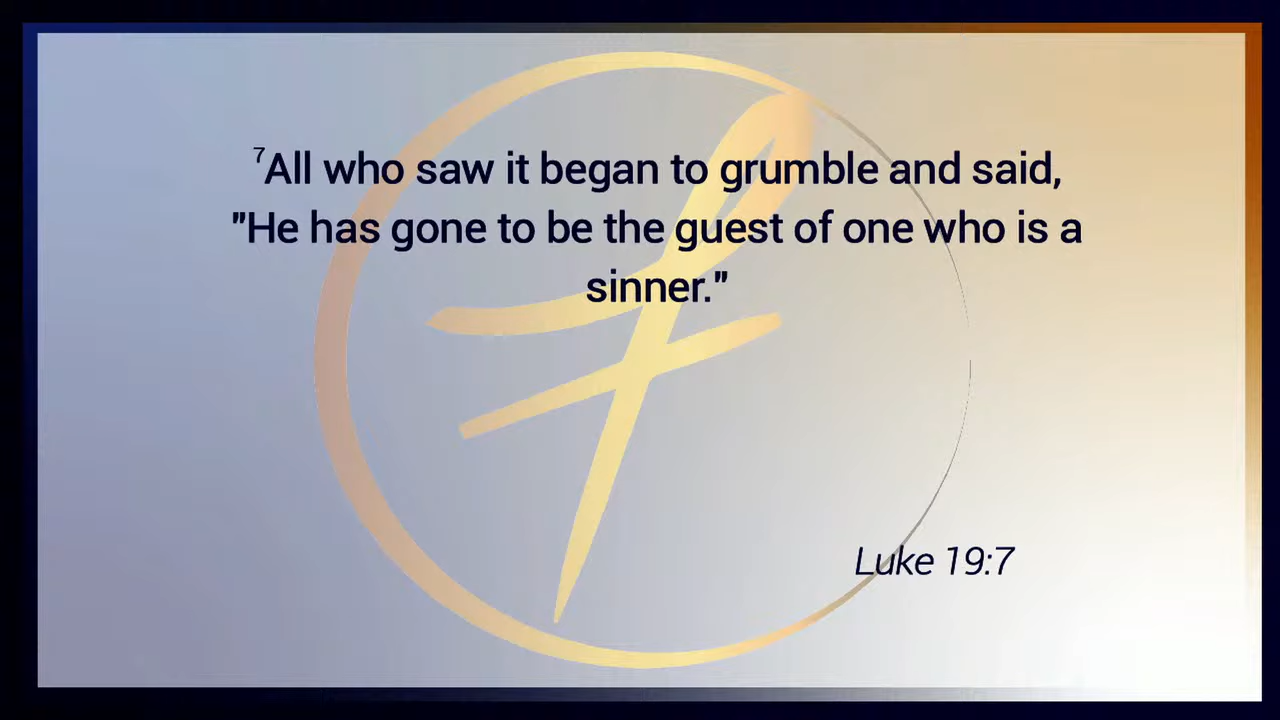 ⁷All who saw it began to grumble and said,
"He has gone to be the guest of one who is a
sinner."
Luke 19:7